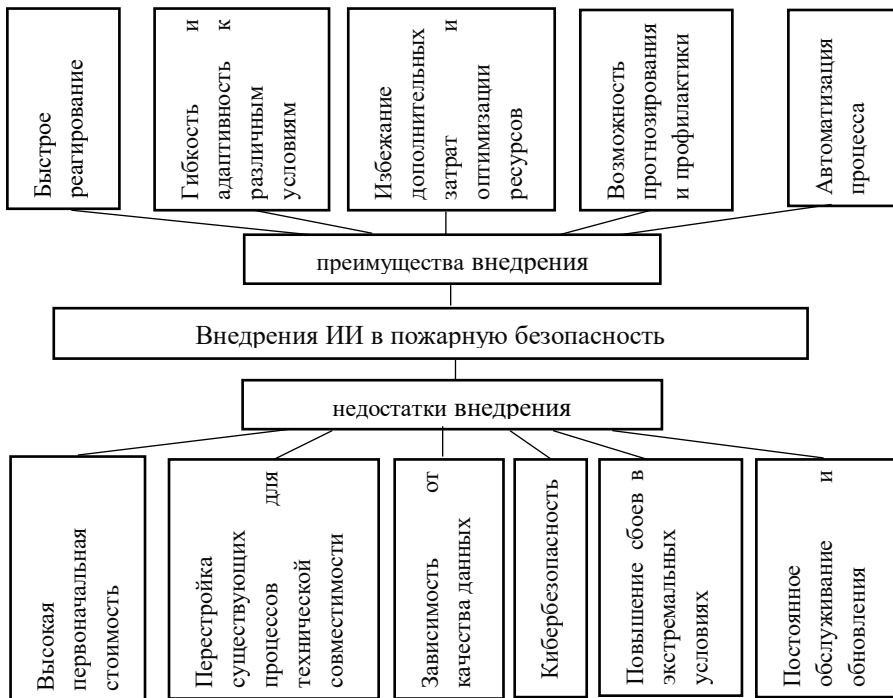 Быстрое
реагирование
Гибкость и
адаптивность к
различным
условиям
Избежание
дополнительных
затрат и
оптимизации
ресурсов
Возможность
прогнозирования
и профилактики
Автоматизация
процесса
преимущества внедрения
Внедрения ИИ в пожарную безопасность
недостатки внедрения
Высокая
первоначальная
стоимость
Перестройка
существующих
процессов для
технической
совместимости
Зависимость от
качества данных
Кибербезопасность
Повышение сбоев в
экстремальных
условиях
Постоянное
обслуживание и
обновления